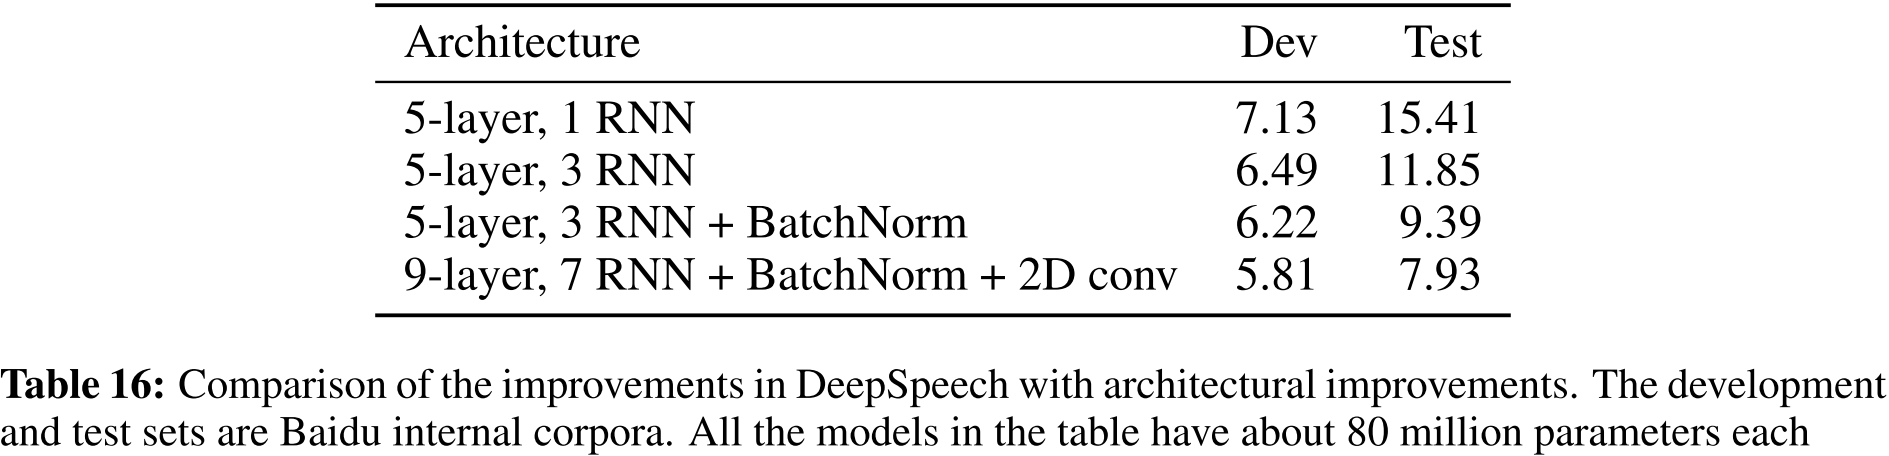 Architecture Dev Test
5-layer, 1 RNN 7.13 15.41
5-layer, 3 RNN 6.49 11.85
5-layer, 3 RNN + BatchNorm 6.22 9.39
9-layer, 7 RNN + BatchNorm + 2D conv 5.81 7.93
Table 16: Comparison of the improvements in DeepSpeech with architectural improvements. The development
and test sets are Baidu internal corpora. All the models in the table have about 80 million parameters each